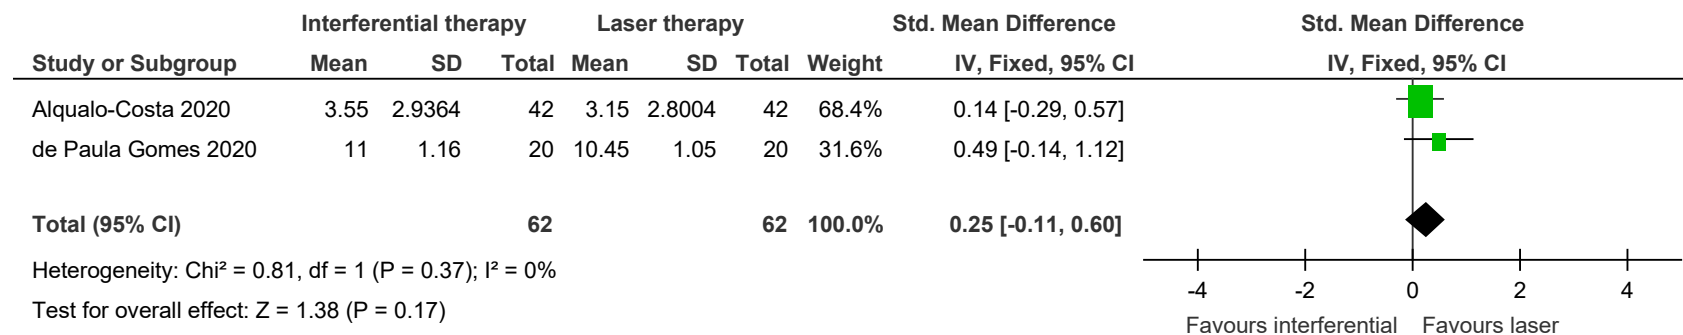 Interferential therapy Laser therapy Std. Mean Difference Std. Mean Difference
Study or Subgroup Mean SD Total Mean SD Total Weight IV, Fixed, 95% CI IV, Fixed, 95% CI
Alqualo-Costa 2020 3.55 2.9364 42 3.15 2.8004 42 68.4% 0.14 [-0.29, 0.57]
de Paula Gomes 2020 11 1.16 20 10.45 1.05 20 31.6% 0.49 [-0.14, 1.12]
Total (95% CI) 62 62 100.0% 0.25 [-0.11, 0.60]
Heterogeneity: Chi² = 0.81, df = 1 (P = 0.37); I² = 0%
Test for overall effect: Z = 1.38 (P = 0.17)
-4 -2 0 2 4
Favours interferential Favours laser